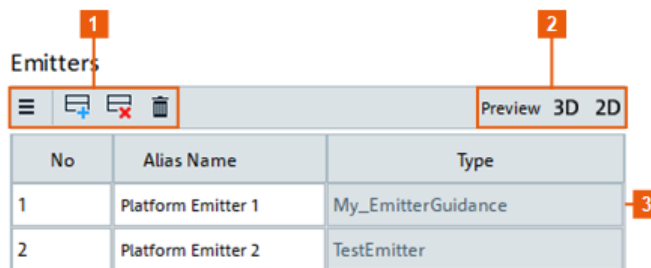 1 2
Emitters
Preview 3D 2D
No Alias Name Type
1 Platform Emitter 1 My_EmitterGuidance 3
2 Platform Emitter 2 TestEmitter